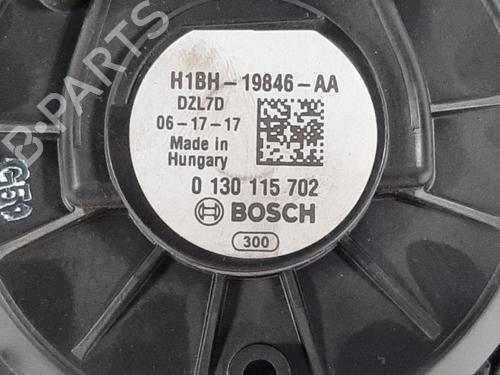 H1BH-19846-AA
DZL7D
06-17-17
Made in
Hungary
0 130 115 702
BOSCH
300
B-PARTS